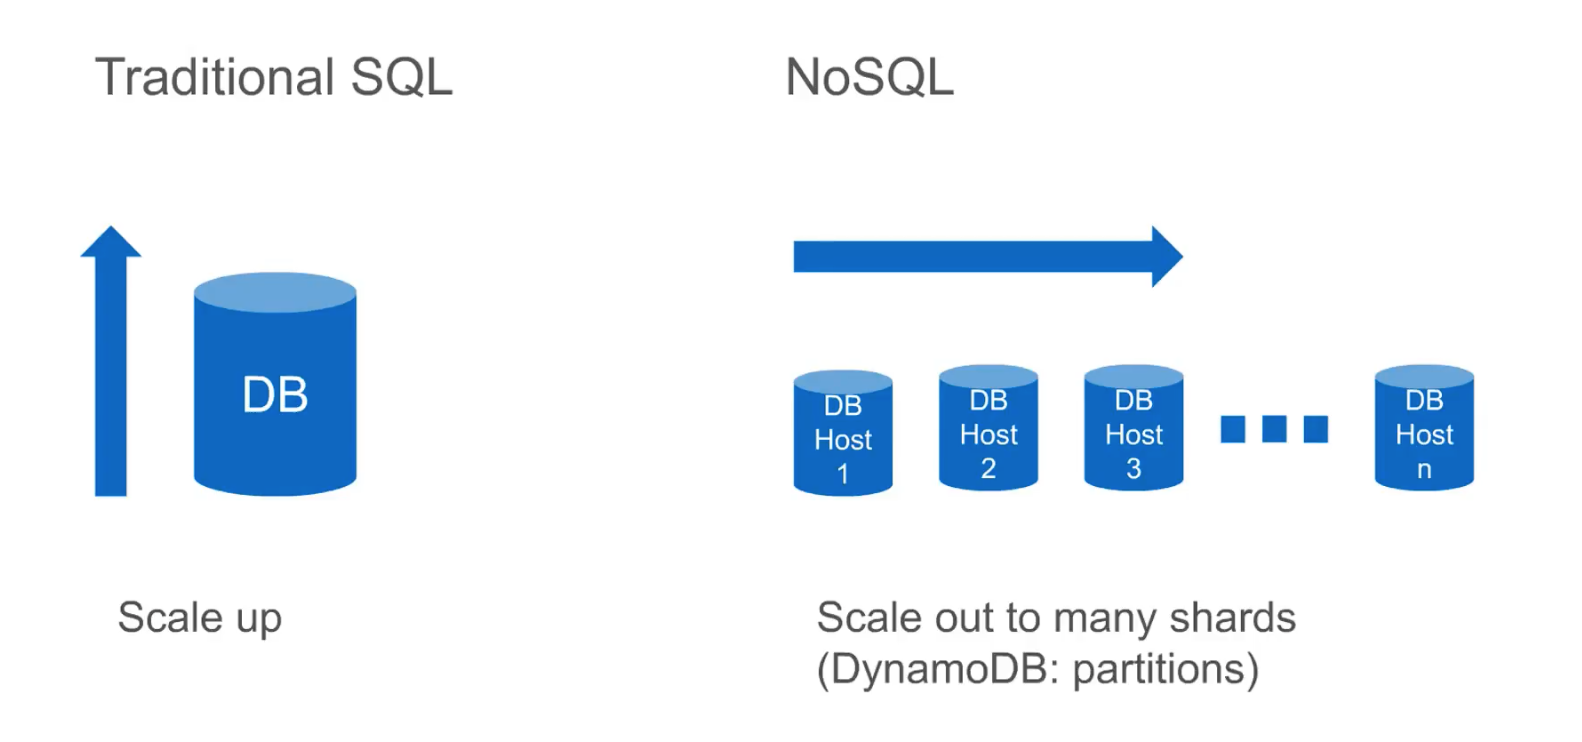 Traditional SQL
NoSQL
DB
DB
Host
1
DB
Host
2
DB
Host
3
DB
Host
n
Scale up
Scale out to many shards
(DynamoDB: partitions)